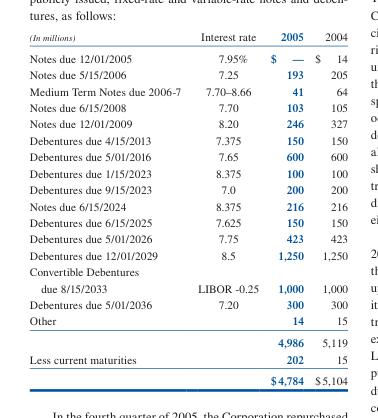 publicly issued, fixed-rate and variable-rate notes and deben-
tures, as follows:
(In millions) Interest rate 2005 2004
Notes due 12/01/2005 7.95% $ — $ 14
Notes due 5/15/2006 7.25 193 205
Medium Term Notes due 2006-7 7.70–8.66 41 64
Notes due 6/15/2008 7.70 103 105
Notes due 12/01/2009 8.20 246 327
Debentures due 4/15/2013 7.375 150 150
Debentures due 5/01/2016 7.65 600 600
Debentures due 1/15/2023 8.375 100 100
Debentures due 9/15/2023 7.0 200 200
Notes due 6/15/2024 8.375 216 216
Debentures due 6/15/2025 7.625 150 150
Debentures due 5/01/2026 7.75 423 423
Debentures due 12/01/2029 8.5 1,250 1,250
Convertible Debentures
due 8/15/2033 LIBOR -0.25 1,000 1,000
Debentures due 5/01/2036 7.20 300 300
Other 14 15
4,986 5,119
Less current maturities 202 15
$4,784 $5,104
In the fourth quarter of 2005, the Corporation repurchased